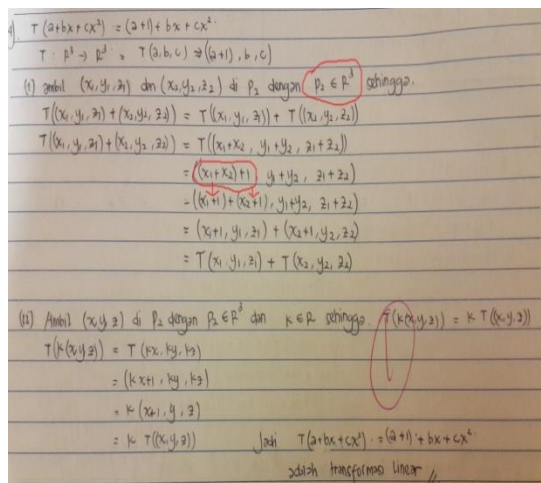 4). T(a+bx+cx² = (a+1) + bx + cx²
T : R³ → R³ = T(a,b,c) → ((a+1), b, c)
(i) ambil (x₁,y₁,z₁) dan (x₂,y₂,z₂) di P₂ dengan P₂ ∈ R³ sehingga.
T((x₁,y₁,z₁) + (x₂,y₂,z₂)) = T((x₁,y₁,z₁)) + T((x₂,y₂,z₂))
T((x₁,y₁,z₁) + (x₂,y₂,z₂)) = T((x₁+x₂, y₁+y₂, z₁+z₂))
= ((x₁+x₂)+1 y₁+y₂, z₁+z₂)
= ((x₁+1)+(x₂+1), y₁+y₂, z₁+z₂)
= (x₁+1, y₁, z₁) + (x₂+1, y₂, z₂)
= T(x₁,y₁,z₁) + T(x₂,y₂,z₂)
(ii) Ambil (x,y,z) di P₂ dengan P₂ ∈ R³ dan k ∈ R sehingga. T(k(x,y,z)) = k T((x,y,z))
T(k(x,y,z)) = T(kx, ky, kz)
= (kx+1, ky, kz)
= k(x+1, y, z)
= k T((x,y,z)) Jadi T(a+bx+cx²) = (a+1) + bx + cx²
adalah transformasi linear //